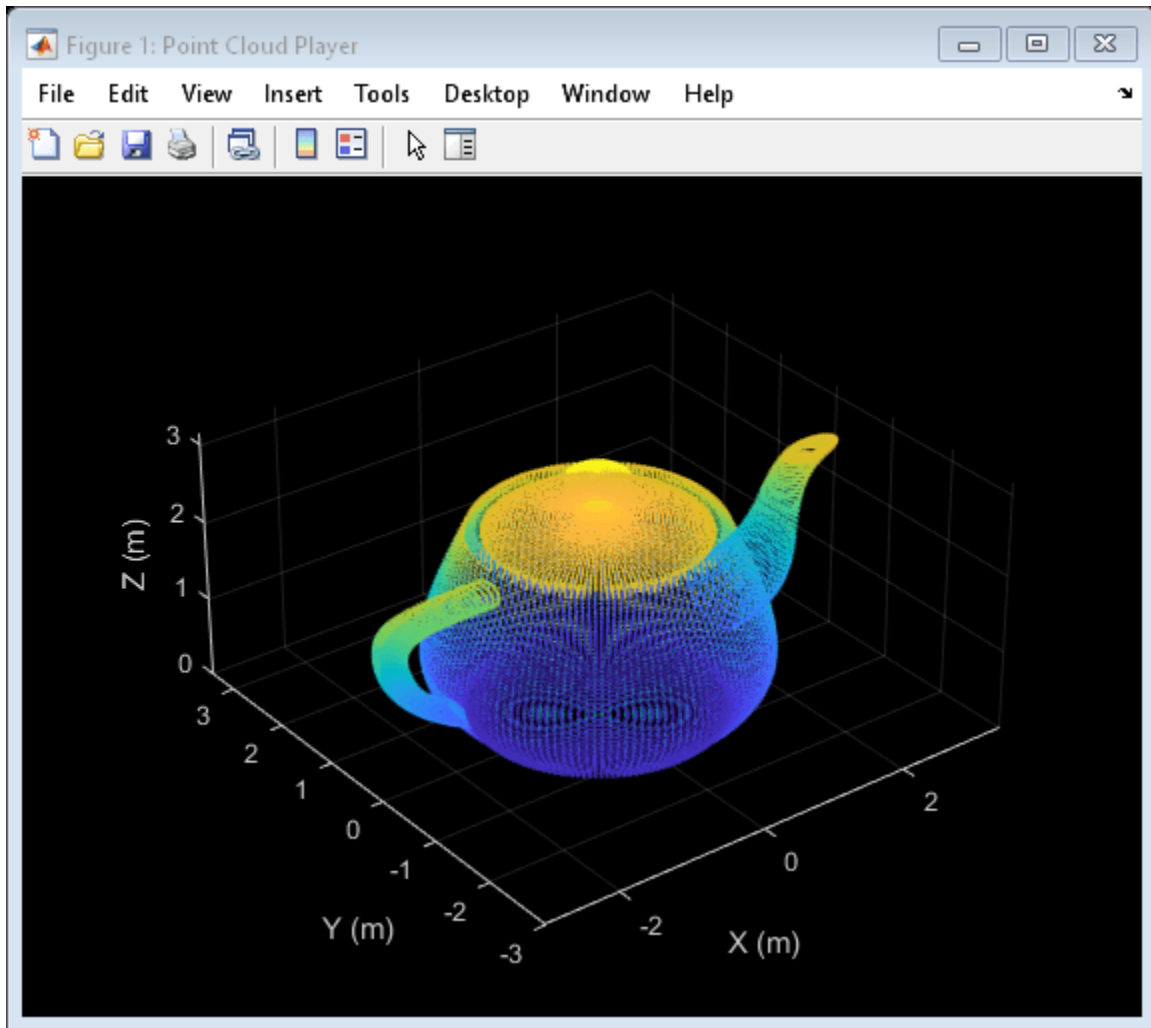 Figure 1: Point Cloud Player
File Edit View Insert Tools Desktop Window Help
3
2
1
0
Z (m)
3
2
1
0
-1
-2
-3
Y (m)
-2
0
2
X (m)